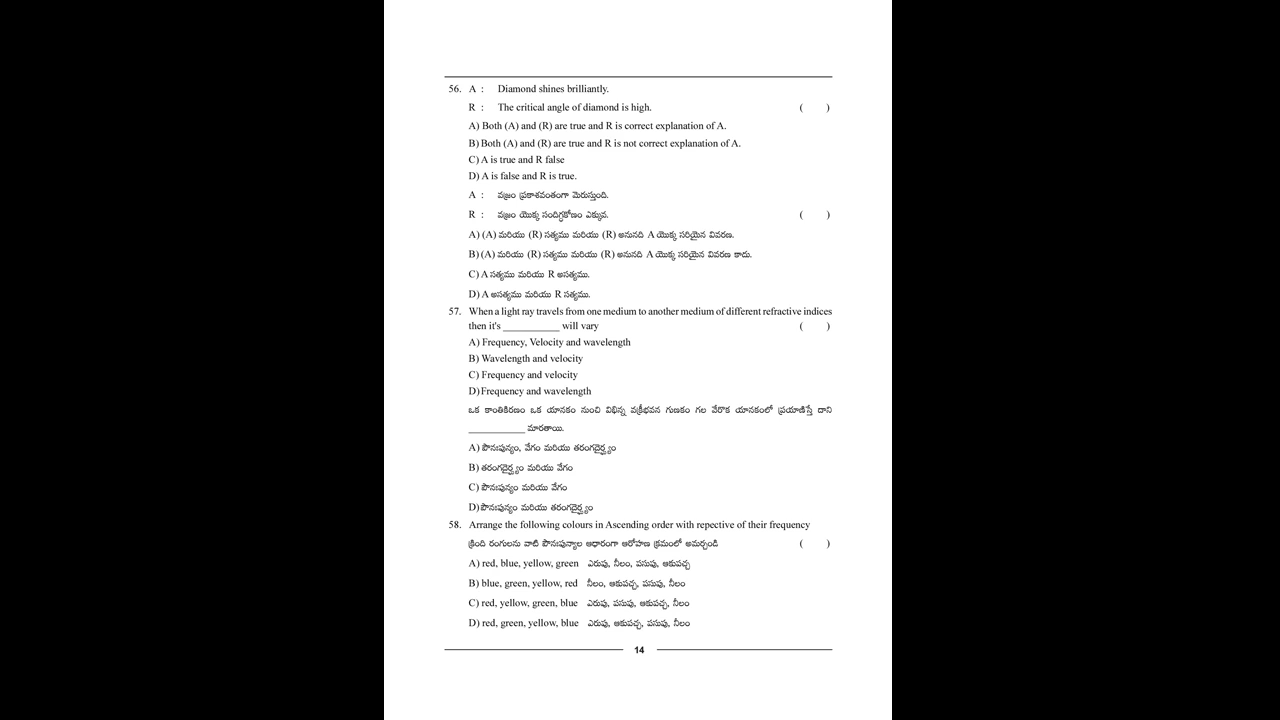 56. A : Diamond shines brilliantly.
R : The critical angle of diamond is high. ( )
A) Both (A) and (R) are true and R is correct explanation of A.
B) Both (A) and (R) are true and R is not correct explanation of A.
C) A is true and R false
D) A is false and R is true.
A : వజ్రం ప్రకాశవంతంగా మెరుస్తుంది.
R : వజ్రం యొక్క సందిగ్ధకోణం ఎక్కువ. ( )
A) (A) మరియు (R) సత్యము మరియు (R) అనునది A యొక్క సరియైన వివరణ.
B) (A) మరియు (R) సత్యము మరియు (R) అనునది A యొక్క సరియైన వివరణ కాదు.
C) A సత్యము మరియు R అసత్యము.
D) A అసత్యము మరియు R సత్యము.
57. When a light ray travels from one medium to another medium of different refractive indices
then it's ___________ will vary ( )
A) Frequency, Velocity and wavelength
B) Wavelength and velocity
C) Frequency and velocity
D) Frequency and wavelength
ఒక కాంతికిరణం ఒక యానకం నుంచి విభిన్న వక్రీభవన గుణకం గల వేరొక యానకంలో ప్రయాణిస్తే దాని
___________ మారతాయి.
A) పౌనఃపున్యం, వేగం మరియు తరంగదైర్ఘ్యం
B) తరంగదైర్ఘ్యం మరియు వేగం
C) పౌనఃపున్యం మరియు వేగం
D) పౌనఃపున్యం మరియు తరంగదైర్ఘ్యం
58. Arrange the following colours in Ascending order with repective of their frequency
క్రింది రంగులను వాటి పౌనఃపున్యాల ఆధారంగా ఆరోహణ క్రమంలో అమర్చండి ( )
A) red, blue, yellow, green ఎరుపు, నీలం, పసుపు, ఆకుపచ్చ
B) blue, green, yellow, red నీలం, ఆకుపచ్చ, పసుపు, నీలం
C) red, yellow, green, blue ఎరుపు, పసుపు, ఆకుపచ్చ, నీలం
D) red, green, yellow, blue ఎరుపు, ఆకుపచ్చ, పసుపు, నీలం
14